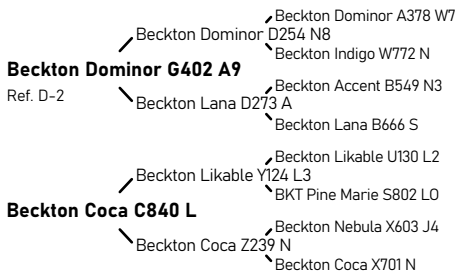 Beckton Dominor A378 W7
Beckton Dominor D254 N8
Beckton Indigo W772 N
Beckton Dominor G402 A9
Ref. D-2
Beckton Accent B549 N3
Beckton Lana D273 A
Beckton Lana B666 S
Beckton Likable U130 L2
Beckton Likable Y124 L3
BKT Pine Marie S802 LO
Beckton Coca C840 L
Beckton Nebula X603 J4
Beckton Coca Z239 N
Beckton Coca X701 N